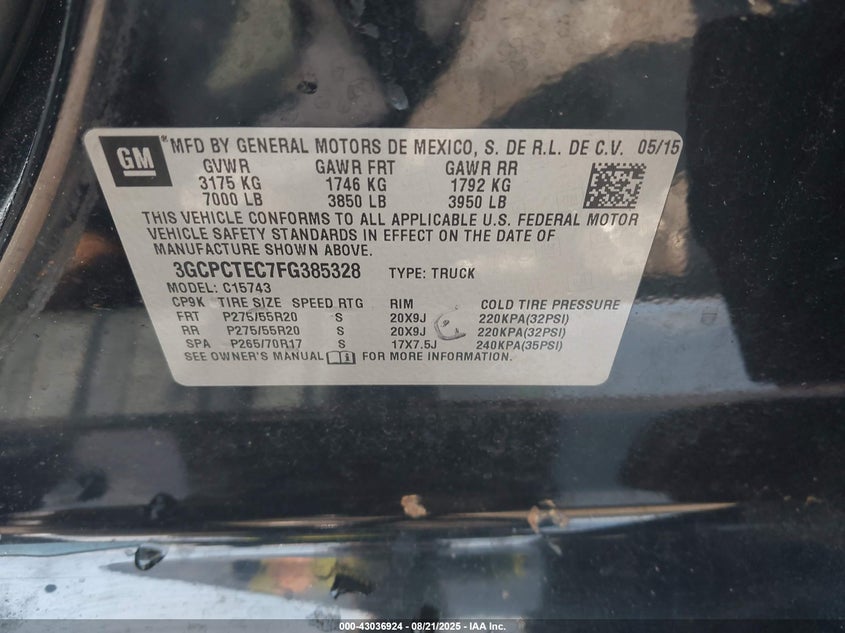 GM ® MFD BY GENERAL MOTORS DE MEXICO, S. DE R.L. DE C.V. 05/15
GVWR GAWR FRT GAWR RR
3175 KG 1746 KG 1792 KG
7000 LB 3850 LB 3950 LB
THIS VEHICLE CONFORMS TO ALL APPLICABLE U.S. FEDERAL MOTOR
VEHICLE SAFETY STANDARDS IN EFFECT ON THE DATE OF
MANUFACTURE SHOWN ABOVE.
3GCPCTEC7FG385328 TYPE: TRUCK
MODEL: C15743
CP9K TIRE SIZE SPEED RTG RIM COLD TIRE PRESSURE
FRT P275/55R20 S 20X9J 220KPA(32PSI)
RR P275/55R20 S 20X9J 220KPA(32PSI)
SPA P265/70R17 S 17X7.5J 240KPA(35PSI)
SEE OWNER'S MANUAL FOR MORE INFORMATION.
000-43036924 - 08/21/2025 - IAA Inc.